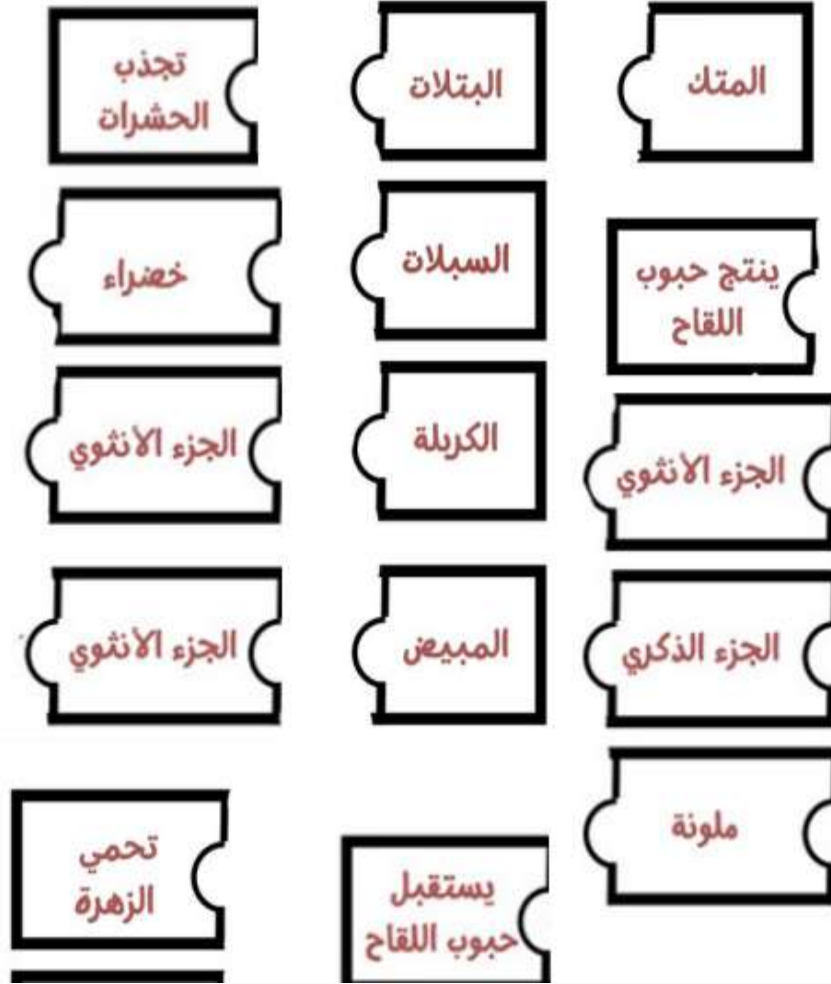 المتك
البتلات
تجذب
الحشرات
ينتج حبوب
اللقاح
السبلات
خضراء
الجزء الأنثوي
الكربلة
الجزء الأنثوي
الجزء الذكري
المبيض
الجزء الأنثوي
ملونة
يستقبل
حبوب اللقاح
تحمي
الزهرة